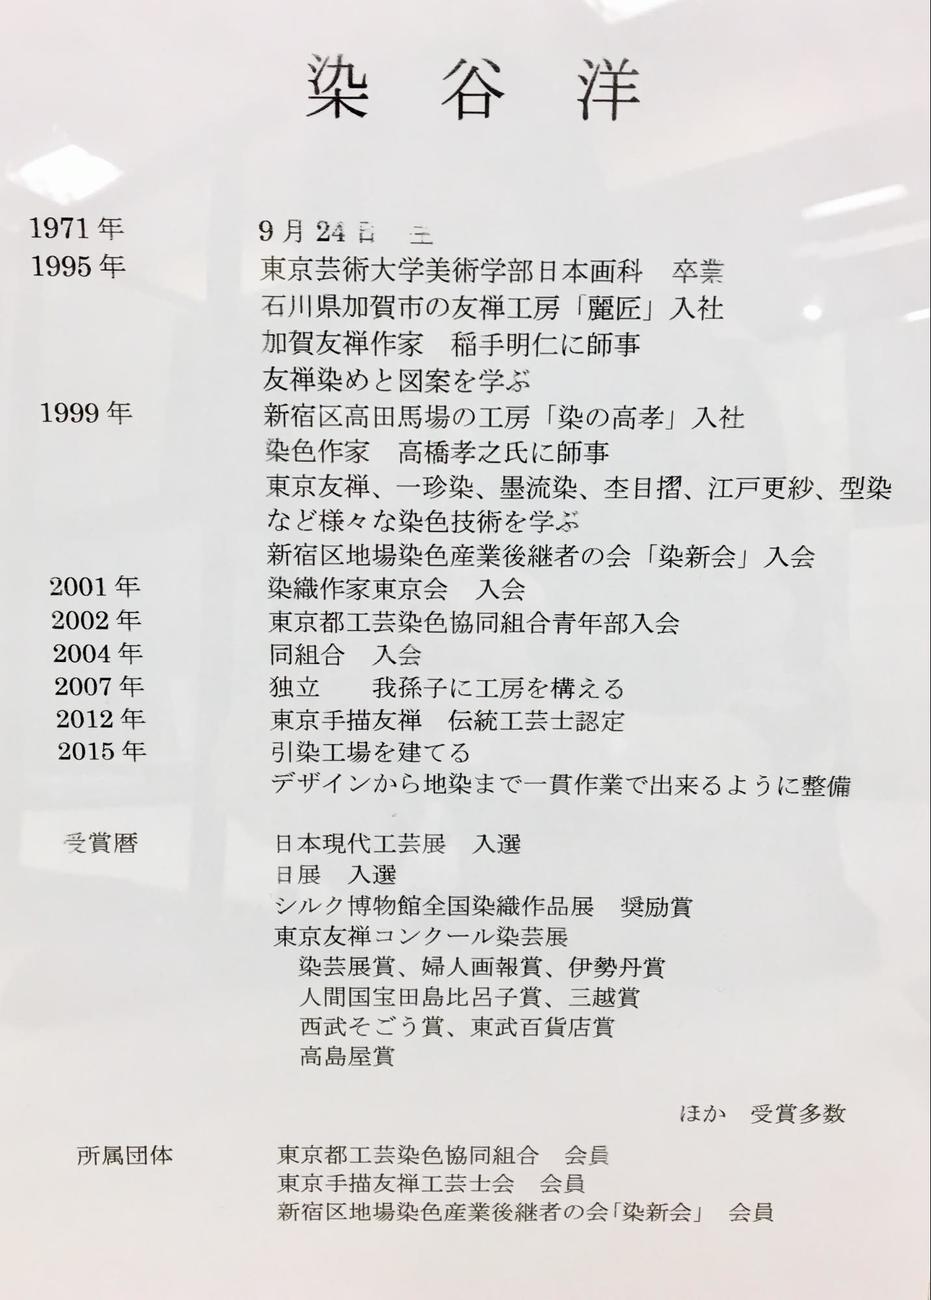 染谷洋
1971年 9月24日 生
1995年 東京芸術大学美術学部日本画科 卒業
石川県加賀市の友禅工房「麗匠」入社
加賀友禅作家 稲手明仁に師事
友禅染めと図案を学ぶ
1999年 新宿区高田馬場の工房「染の高孝」入社
染色作家 高橋孝之氏に師事
東京友禅、一珍染、墨流染、杢目摺、江戸更紗、型染
など様々な染色技術を学ぶ
新宿区地場染色産業後継者の会「染新会」入会
2001年 染織作家東京会 入会
2002年 東京都工芸染色協同組合青年部入会
2004年 同組合 入会
2007年 独立 我孫子に工房を構える
2012年 東京手描友禅 伝統工芸士認定
2015年 引染工場を建てる
デザインから地染まで一貫作業で出来るように整備
受賞暦 日本現代工芸展 入選
日展 入選
シルク博物館全国染織作品展 奨励賞
東京友禅コンクール染芸展
染芸展賞、婦人画報賞、伊勢丹賞
人間国宝田島比呂子賞、三越賞
西武そごう賞、東武百貨店賞
高島屋賞
ほか 受賞多数
所属団体 東京都工芸染色協同組合 会員
東京手描友禅工芸士会 会員
新宿区地場染色産業後継者の会「染新会」 会員